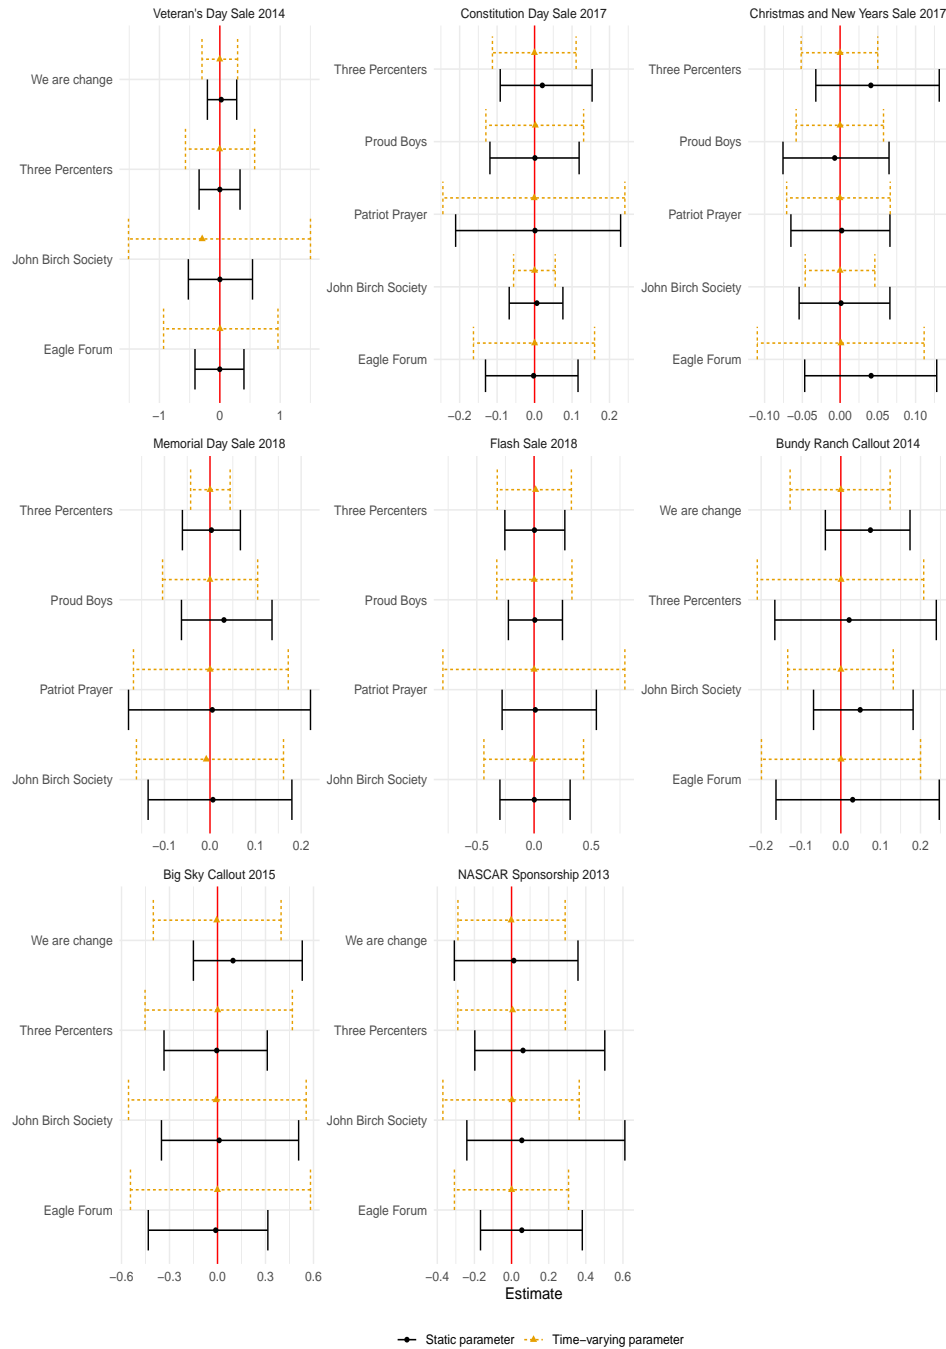 Veteran's Day Sale 2014
We are change
Three Percenters
John Birch Society
Eagle Forum
−1 0 1
Constitution Day Sale 2017
Three Percenters
Proud Boys
Patriot Prayer
John Birch Society
Eagle Forum
−0.2 −0.1 0.0 0.1 0.2
Christmas and New Years Sale 2017
Three Percenters
Proud Boys
Patriot Prayer
John Birch Society
Eagle Forum
−0.10 −0.05 0.00 0.05 0.10
Memorial Day Sale 2018
Three Percenters
Proud Boys
Patriot Prayer
John Birch Society
−0.1 0.0 0.1 0.2
Flash Sale 2018
Three Percenters
Proud Boys
Patriot Prayer
John Birch Society
−0.5 0.0 0.5
Bundy Ranch Callout 2014
We are change
Three Percenters
John Birch Society
Eagle Forum
−0.2 −0.1 0.0 0.1 0.2
Big Sky Callout 2015
We are change
Three Percenters
John Birch Society
Eagle Forum
−0.6 −0.3 0.0 0.3 0.6
NASCAR Sponsorship 2013
We are change
Three Percenters
John Birch Society
Eagle Forum
−0.4 −0.2 0.0 0.2 0.4 0.6
Estimate
Static parameter Time−varying parameter